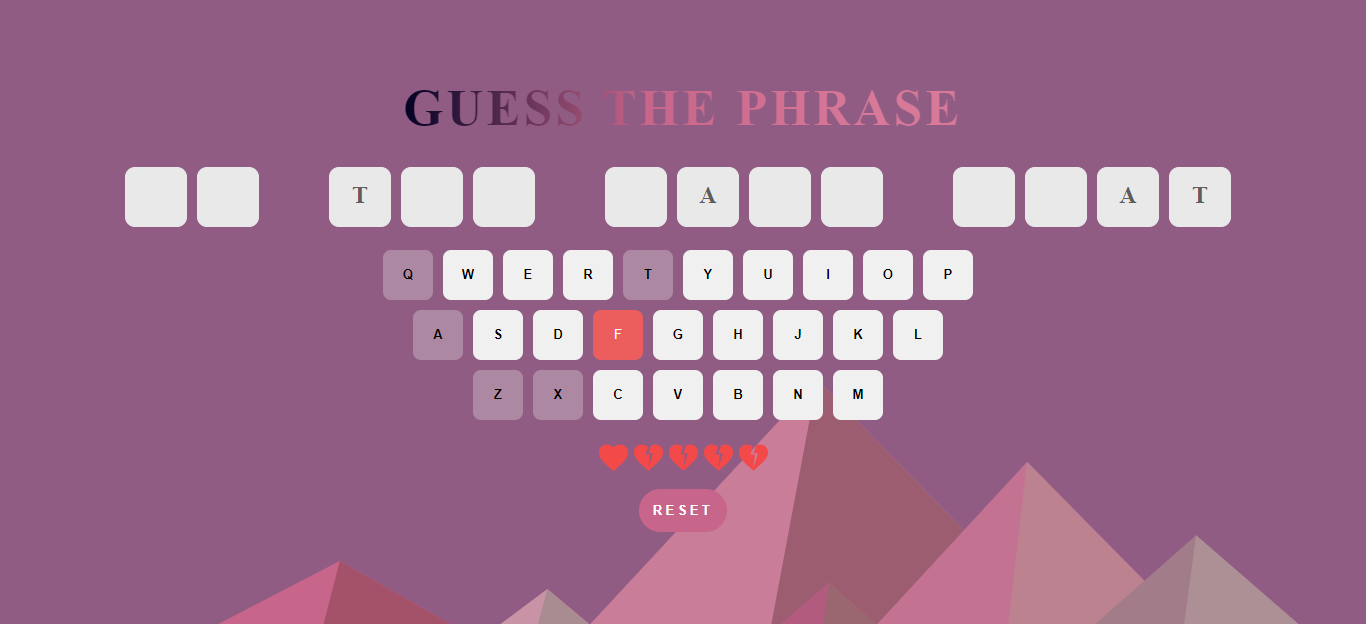 GUESS THE PHRASE
T A A T
Q W E R T Y U I O P
A S D F G H J K L
Z X C V B N M
RESET